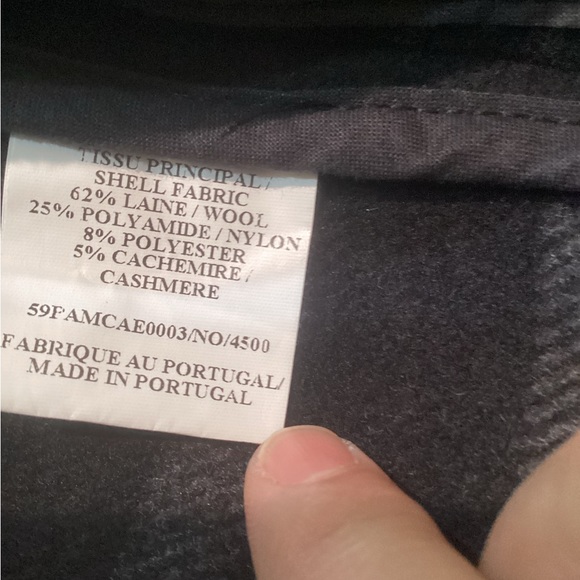 TISSU PRINCIPAL /
SHELL FABRIC
62% LAINE / WOOL
25% POLYAMIDE / NYLON
8% POLYESTER
5% CACHEMIRE /
CASHMERE
59FAMCAE0003/NO/4500
FABRIQUE AU PORTUGAL/
MADE IN PORTUGAL